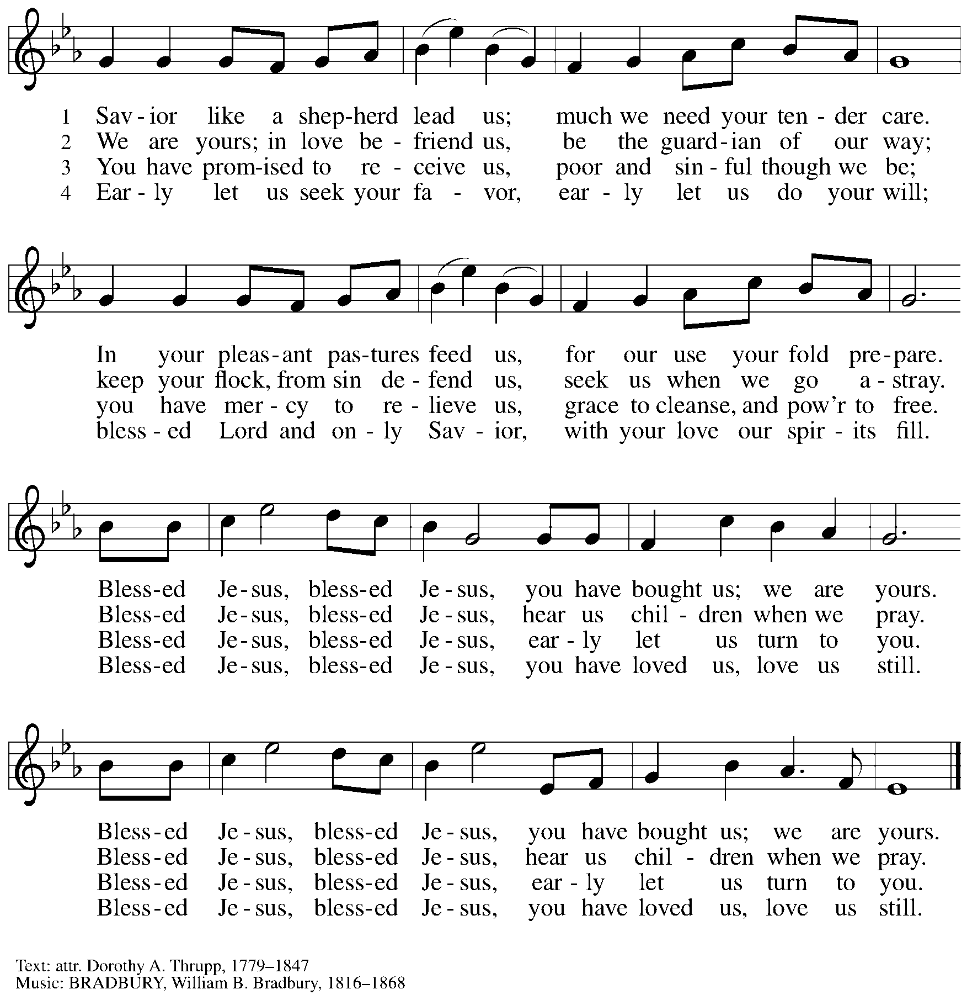 1 Sav - ior like a shep-herd lead us; much we need your ten - der care.
2 We are yours; in love be - friend us, be the guard-ian of our way;
3 You have prom-ised to re - ceive us, poor and sin - ful though we be;
4 Ear - ly let us seek your fa - vor, ear - ly let us do your will;
In your pleas-ant pas-tures feed us, for our use your fold pre-pare.
keep your flock, from sin de - fend us, seek us when we go a - stray.
you have mer - cy to re - lieve us, grace to cleanse, and pow'r to free.
bless - ed Lord and on - ly Sav - ior, with your love our spir - its fill.
Bless-ed Je-sus, bless-ed Je - sus, you have bought us; we are yours.
Bless-ed Je-sus, bless-ed Je - sus, hear us chil - dren when we pray.
Bless-ed Je-sus, bless-ed Je - sus, ear - ly let us turn to you.
Bless-ed Je-sus, bless-ed Je - sus, you have loved us, love us still.
Bless-ed Je - sus, bless-ed Je - sus, you have bought us; we are yours.
Bless-ed Je - sus, bless-ed Je - sus, hear us chil - dren when we pray.
Bless-ed Je - sus, bless-ed Je - sus, ear - ly let us turn to you.
Bless-ed Je - sus, bless-ed Je - sus, you have loved us, love us still.
Text: attr. Dorothy A. Thrupp, 1779–1847
Music: BRADBURY, William B. Bradbury, 1816–1868